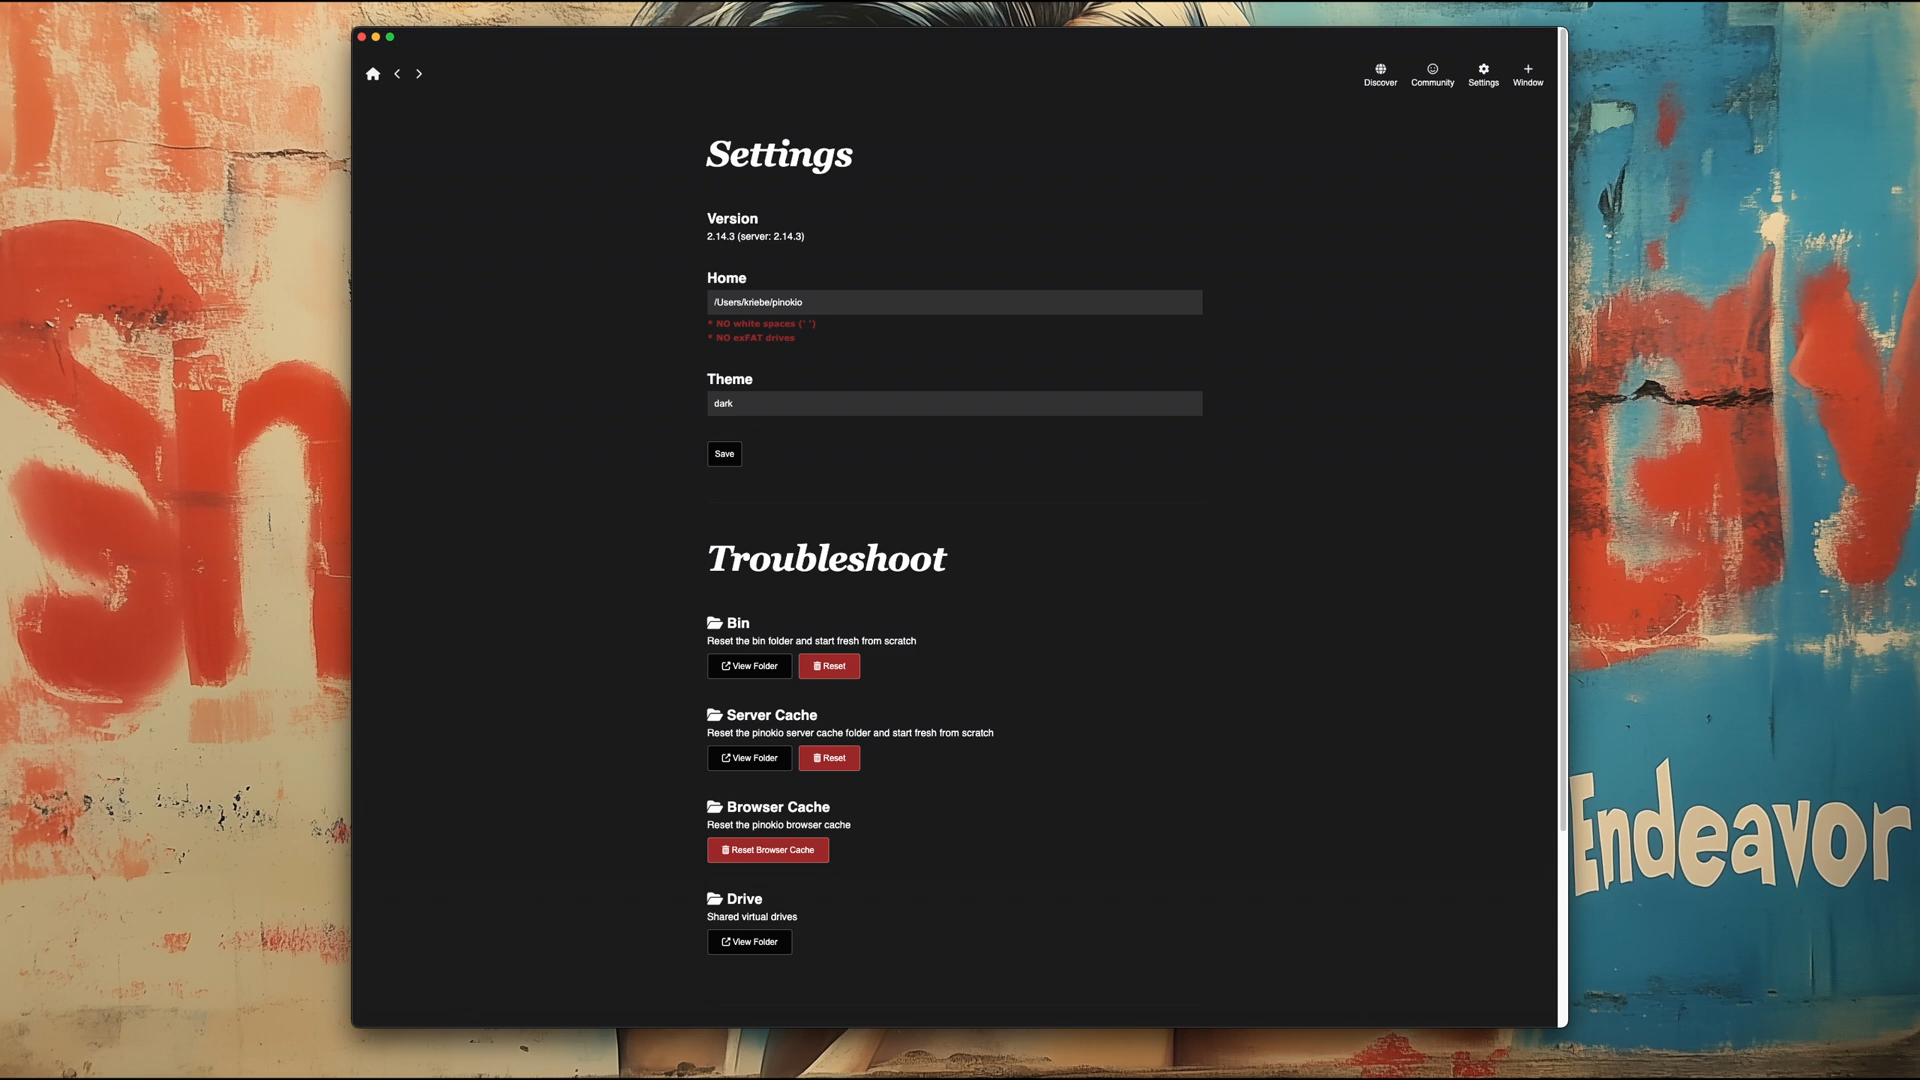 Discover
Community
Settings
Window
Settings
Version
2.14.3 (server: 2.14.3)
Home
/Users/kriebe/pinokio
* NO white spaces (' ')
* NO exFAT drives
Theme
dark
Save
Troubleshoot
Bin
Reset the bin folder and start fresh from scratch
View Folder
Reset
Server Cache
Reset the pinokio server cache folder and start fresh from scratch
View Folder
Reset
Browser Cache
Reset the pinokio browser cache
Reset Browser Cache
Drive
Shared virtual drives
View Folder
Endeavor